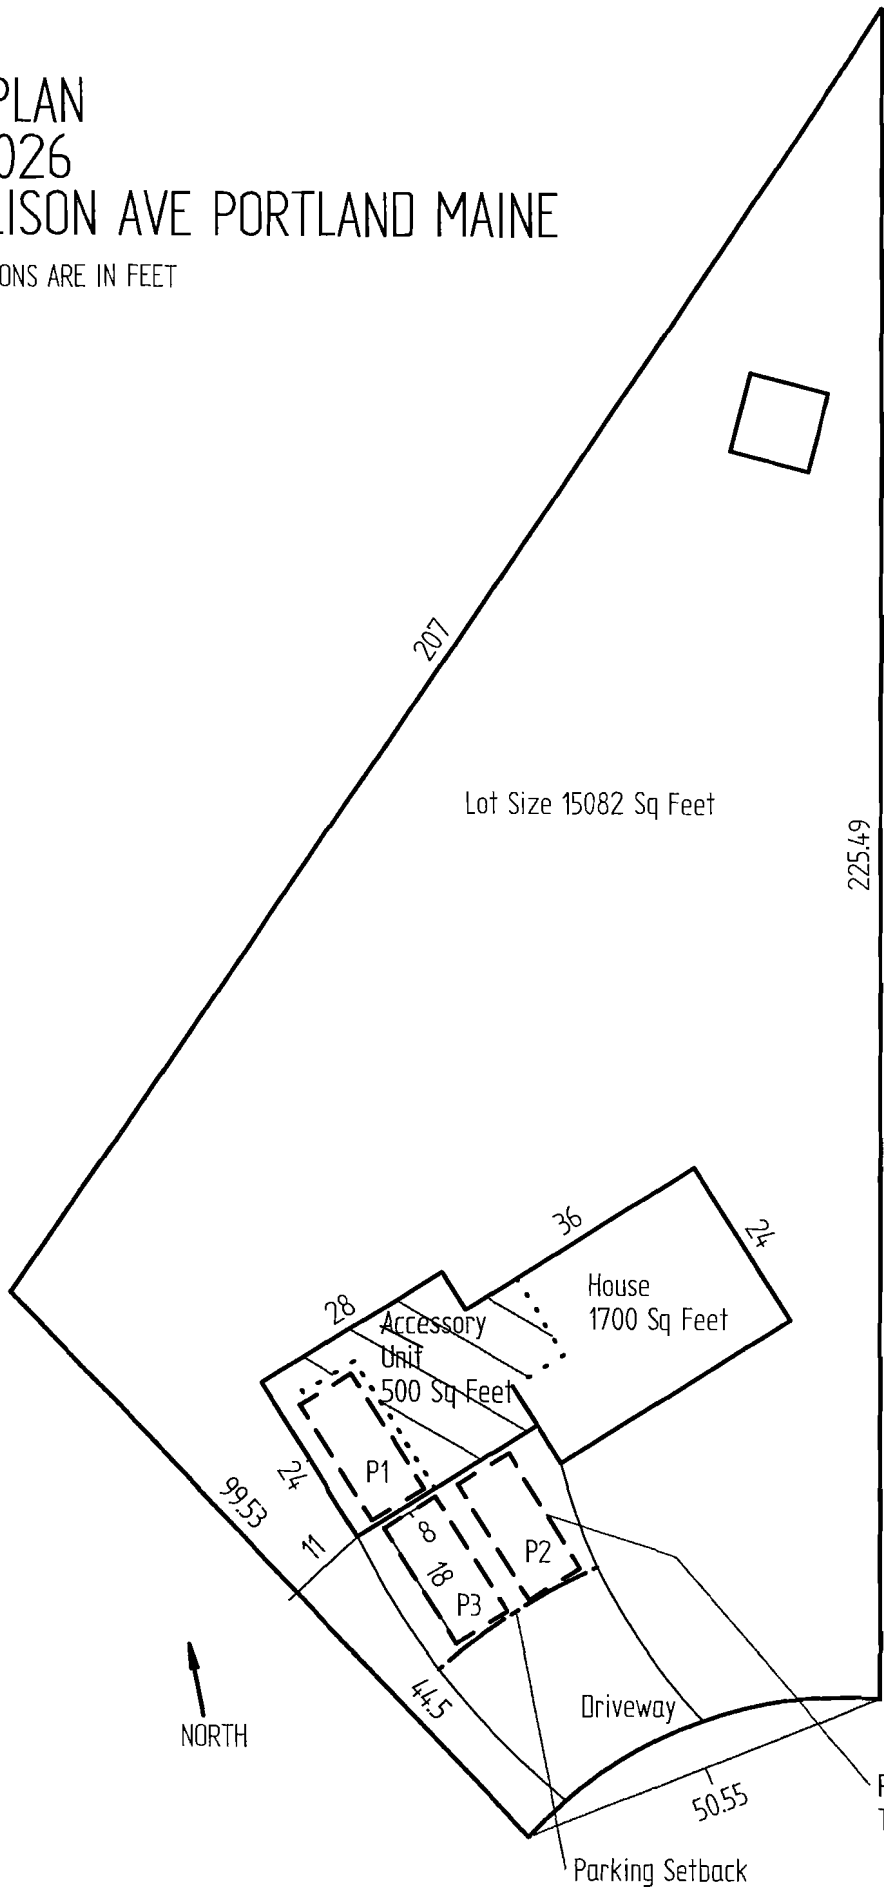 PLAN
026
LISON AVE PORTLAND MAINE
ONS ARE IN FEET
207
Lot Size 15082 Sq Feet
225.49
36
24
House
1700 Sq Feet
28
Accessory
Unit
500 Sq Feet
24
P1
99.53
11
8
18
P2
P3
44.5
NORTH
Driveway
50.55
Parking Setback